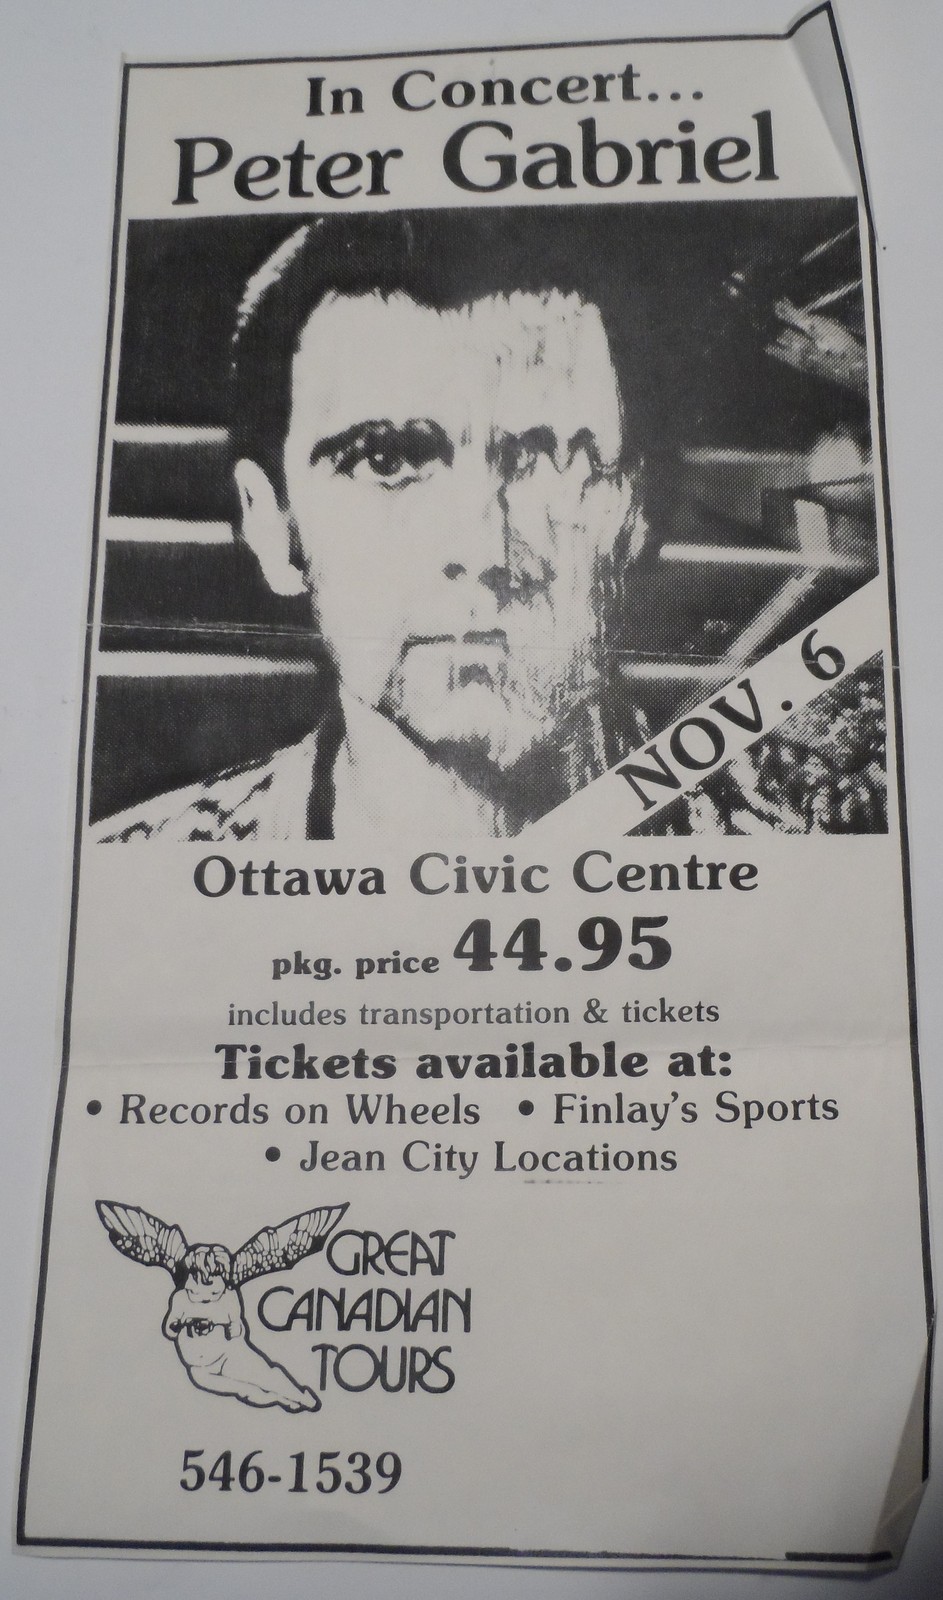 In Concert...
Peter Gabriel
NOV. 6
Ottawa Civic Centre
pkg. price 44.95
includes transportation & tickets
Tickets available at:
• Records on Wheels • Finlay's Sports
• Jean City Locations
GREAT
CANADIAN
TOURS
546-1539